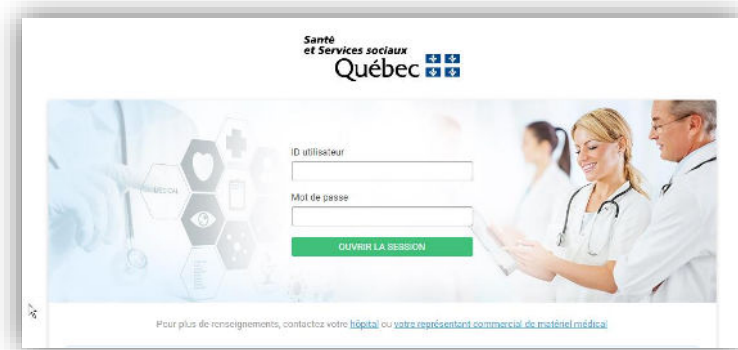 Santé
et Services sociaux
Québec
ID utilisateur
Mot de passe
OUVRIR LA SESSION
Pour plus de renseignements, contactez votre hôpital ou votre représentant commercial de matériel médical